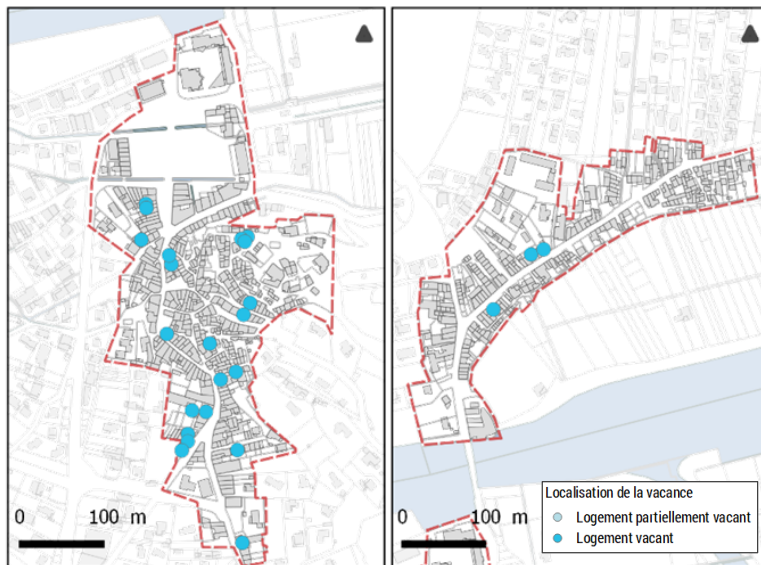 0 100 m
0 100 m
Localisation de la vacance
Logement partiellement vacant
Logement vacant